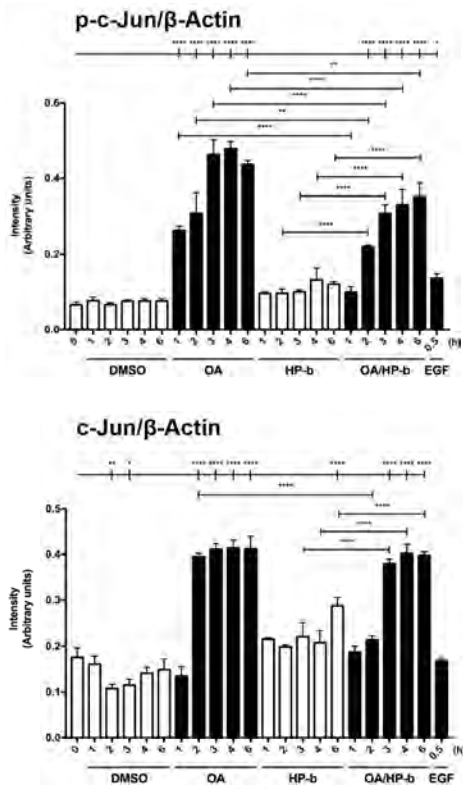 p-c-Jun/β-Actin
**** **** **** **** **** **** **** **** **** *
**
****
****
**
****
****
****
****
****
Intensity
(Arbitrary units)
0.6
0.4
0.2
0.0
0 1 2 3 4 6 1 2 3 4 6 1 2 3 4 6 1 2 3 4 6 0.5 (h)
DMSO OA HP-b OA/HP-b EGF
c-Jun/β-Actin
** * **** **** **** **** **** **** **** ****
****
****
****
****
Intensity
(Arbitrary units)
0.5
0.4
0.3
0.2
0.1
0.0
0 1 2 3 4 6 1 2 3 4 6 1 2 3 4 6 1 2 3 4 6 0.5 (h
DMSO OA HP-b OA/HP-b EGF